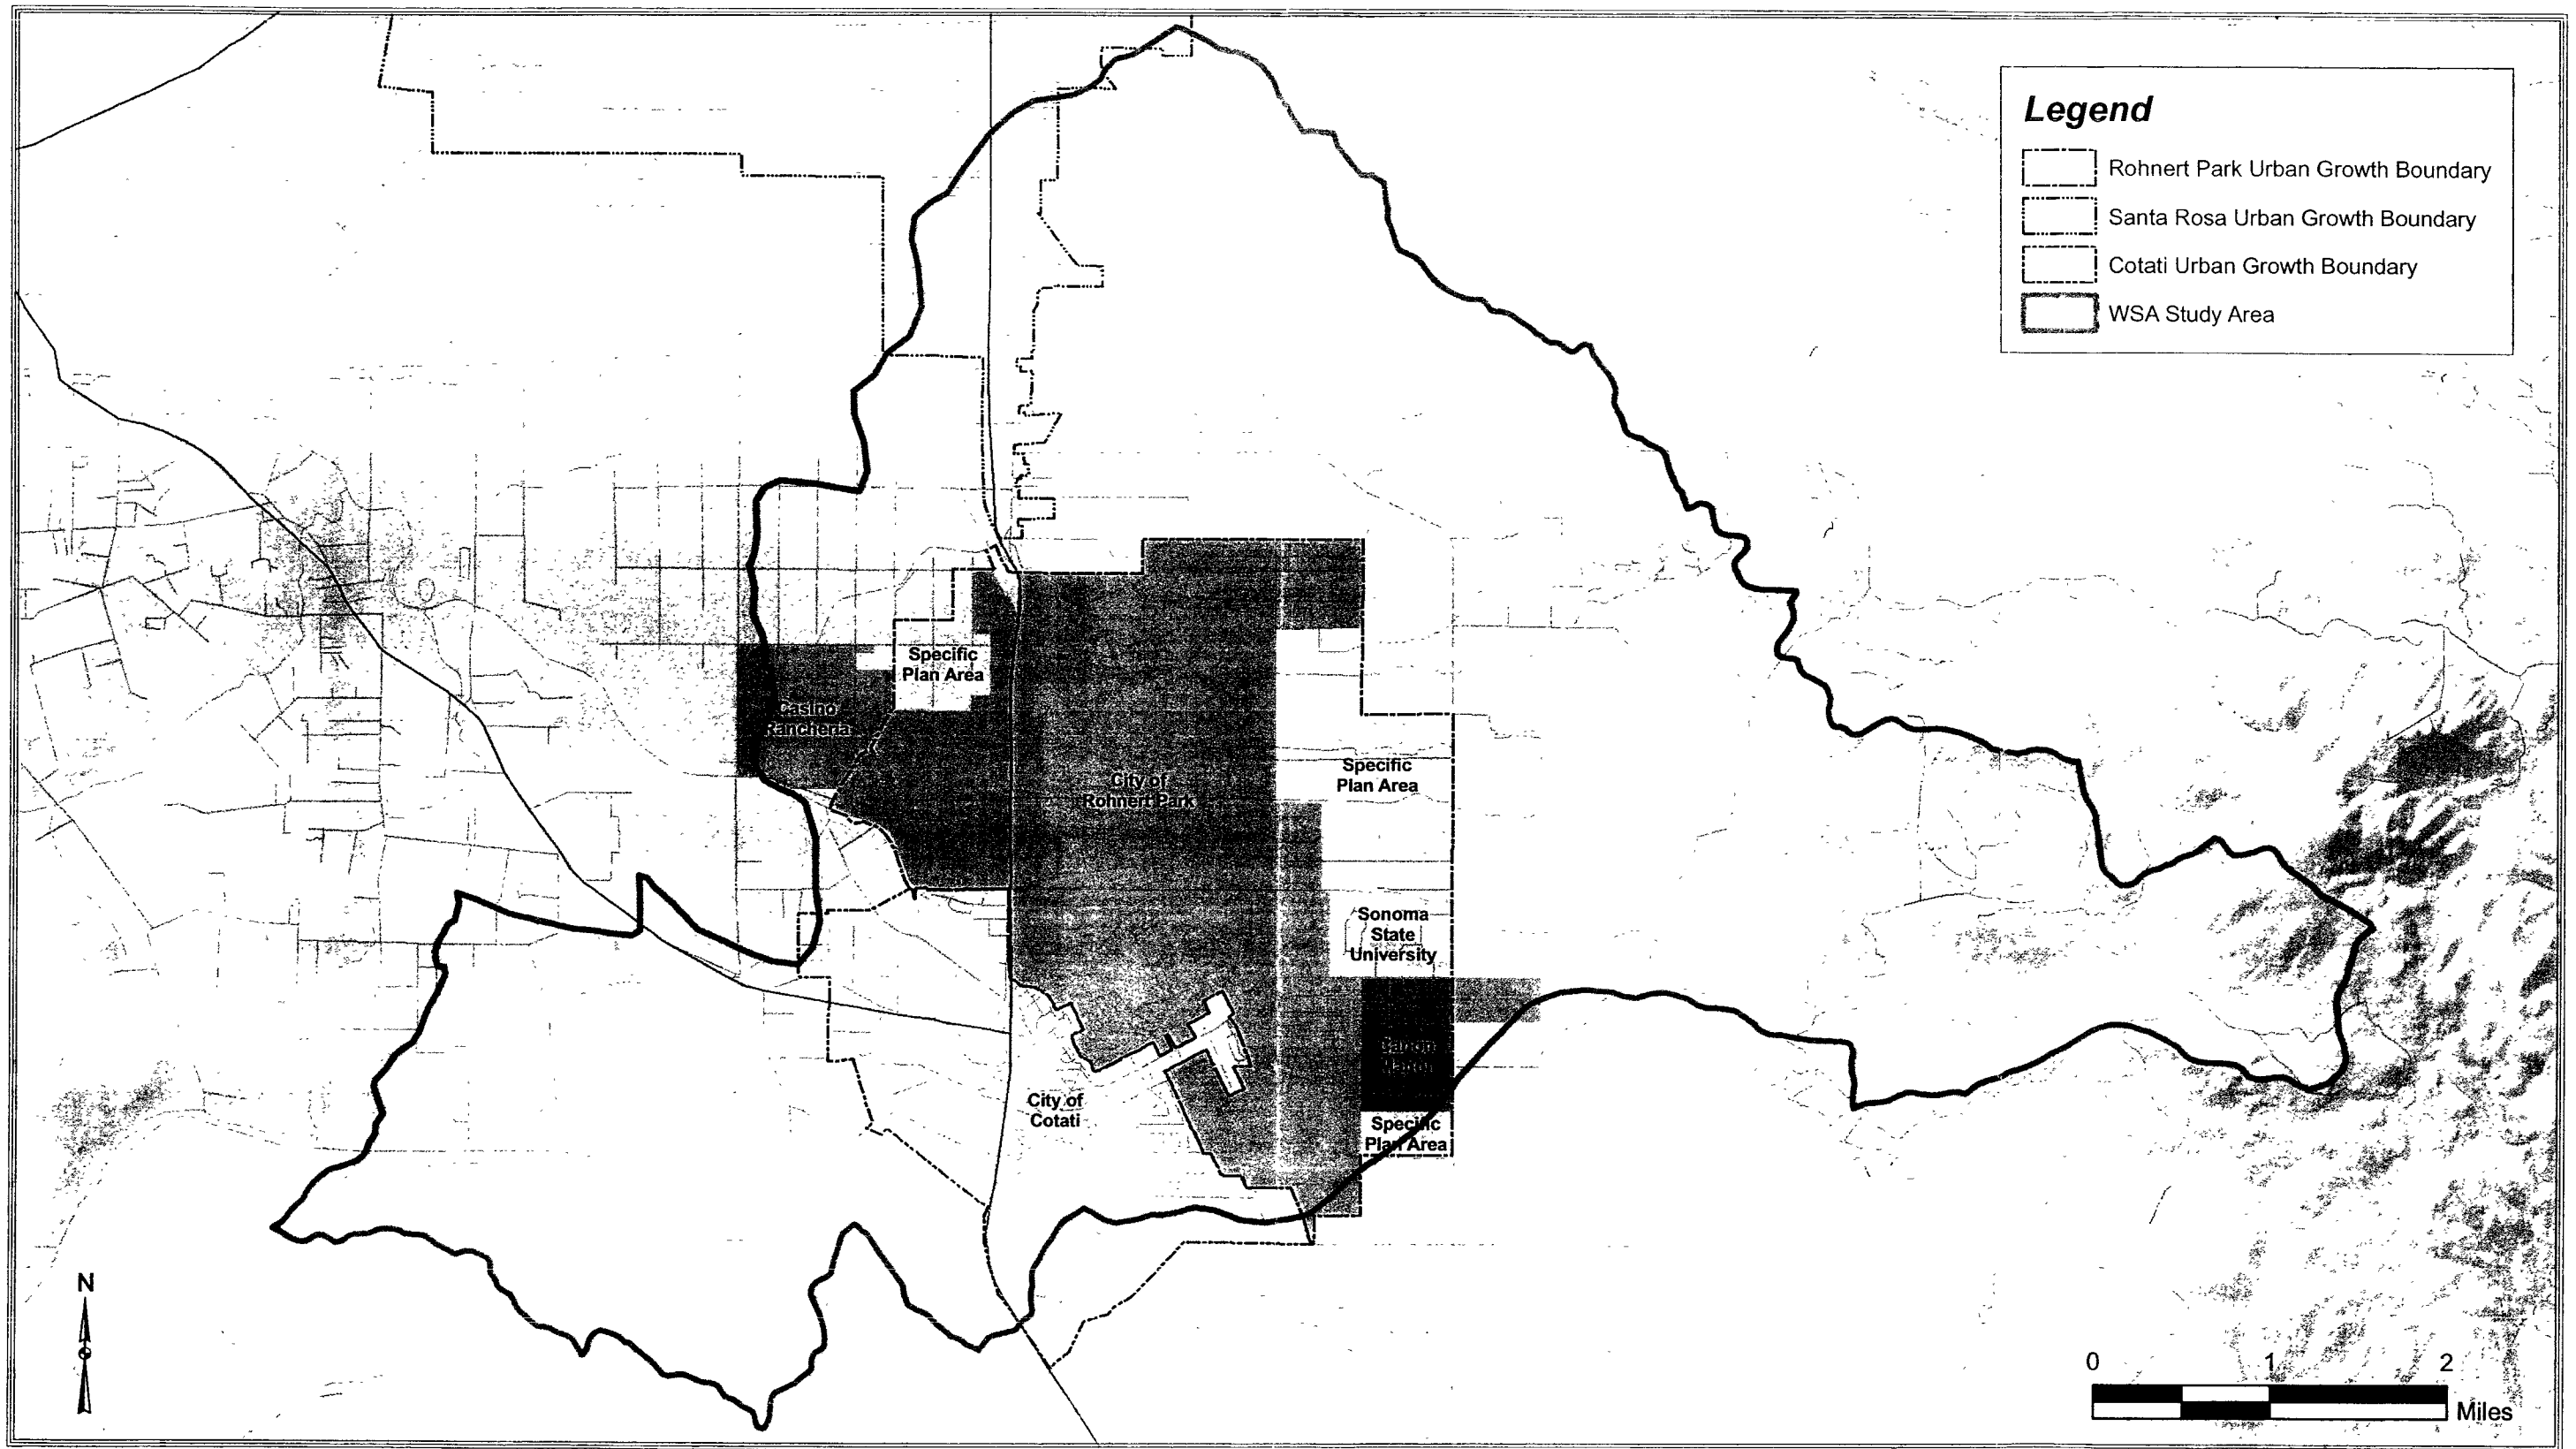 Legend
Rohnert Park Urban Growth Boundary
Santa Rosa Urban Growth Boundary
Cotati Urban Growth Boundary
WSA Study Area
Specific
Plan Area
Casino
Rancheria
City of
Rohnert Park
Specific
Plan Area
Sonoma
State
University
Canon
Manor
City of
Cotati
Specific
Plan Area
N
0 1 2
Miles